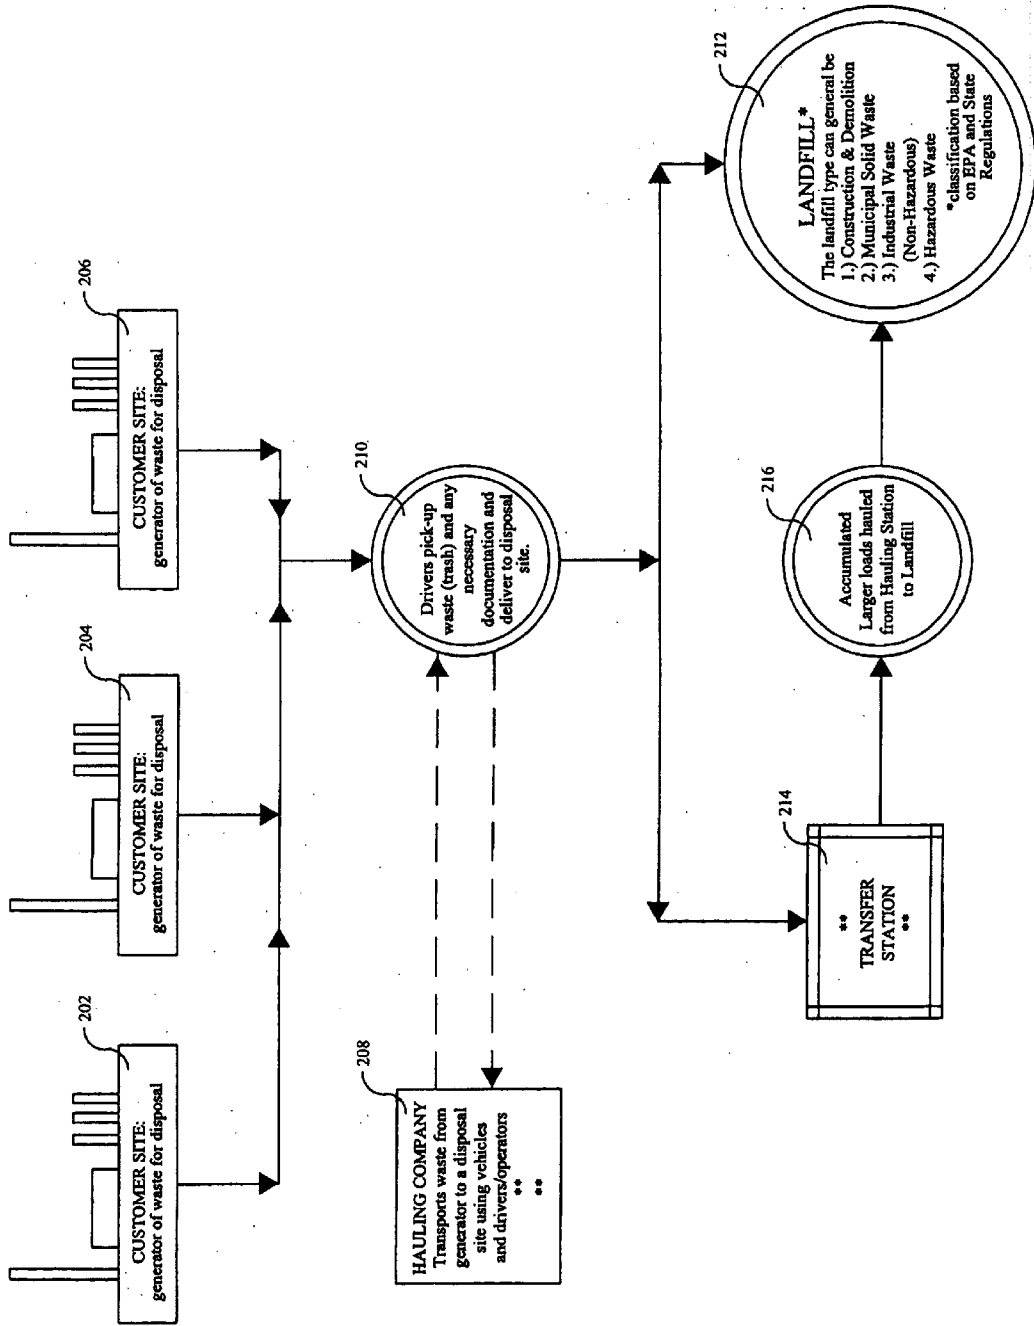 202
CUSTOMER SITE:
generator of waste for disposal
204
CUSTOMER SITE:
generator of waste for disposal
206
CUSTOMER SITE:
generator of waste for disposal
208
HAULING COMPANY
Transports waste from
generator to a disposal
site using vehicles
and drivers/operators
**
**
210
Drivers pick-up
waste (trash) and any
necessary
documentation and
deliver to disposal
site.
214
**
TRANSFER
STATION
**
216
Accumulated
Larger loads hauled
from Hauling Station
to Landfill
212
LANDFILL*
The landfill type can general be
1.) Construction & Demolition
2.) Municipal Solid Waste
3.) Industrial Waste
(Non-Hazardous)
4.) Hazardous Waste
*classification based
on EPA and State
Regulations